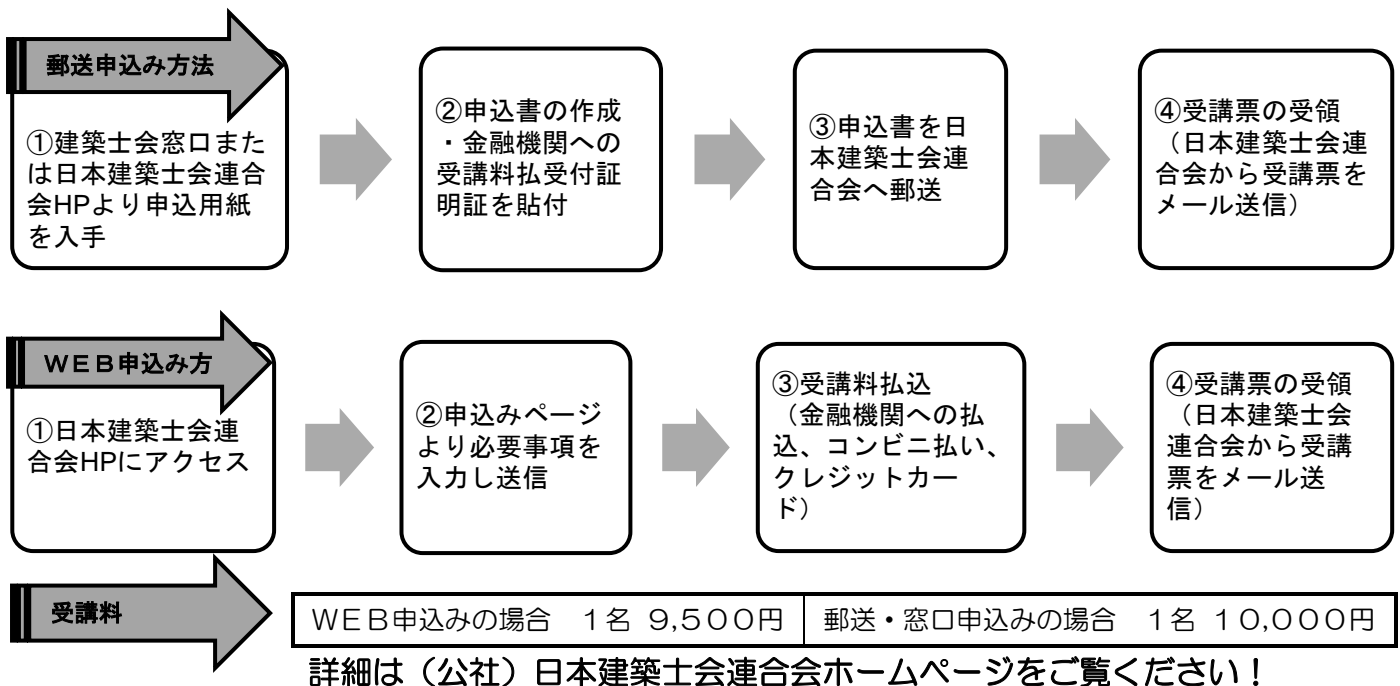 郵送申込み方法
①建築士会窓口また
は日本建築士会連合
会HPより申込用紙
を入手
②申込書の作成
・金融機関への
受講料払受付証
明証を貼付
③申込書を日
本建築士会連
合会へ郵送
④受講票の受領
（日本建築士会連
合会から受講票を
メール送信）
ＷＥＢ申込み方
①日本建築士会連
合会HPにアクセス
②申込みページ
より必要事項を
入力し送信
③受講料払込
（金融機関への払
込、コンビニ払い、
クレジットカー
ド）
④受講票の受領
（日本建築士会
連合会から受講
票をメール送
信）
受講料
ＷＥＢ申込みの場合　１名 ９,５００円
郵送・窓口申込みの場合　１名 １０,０００円
詳細は（公社）日本建築士会連合会ホームページをご覧ください！